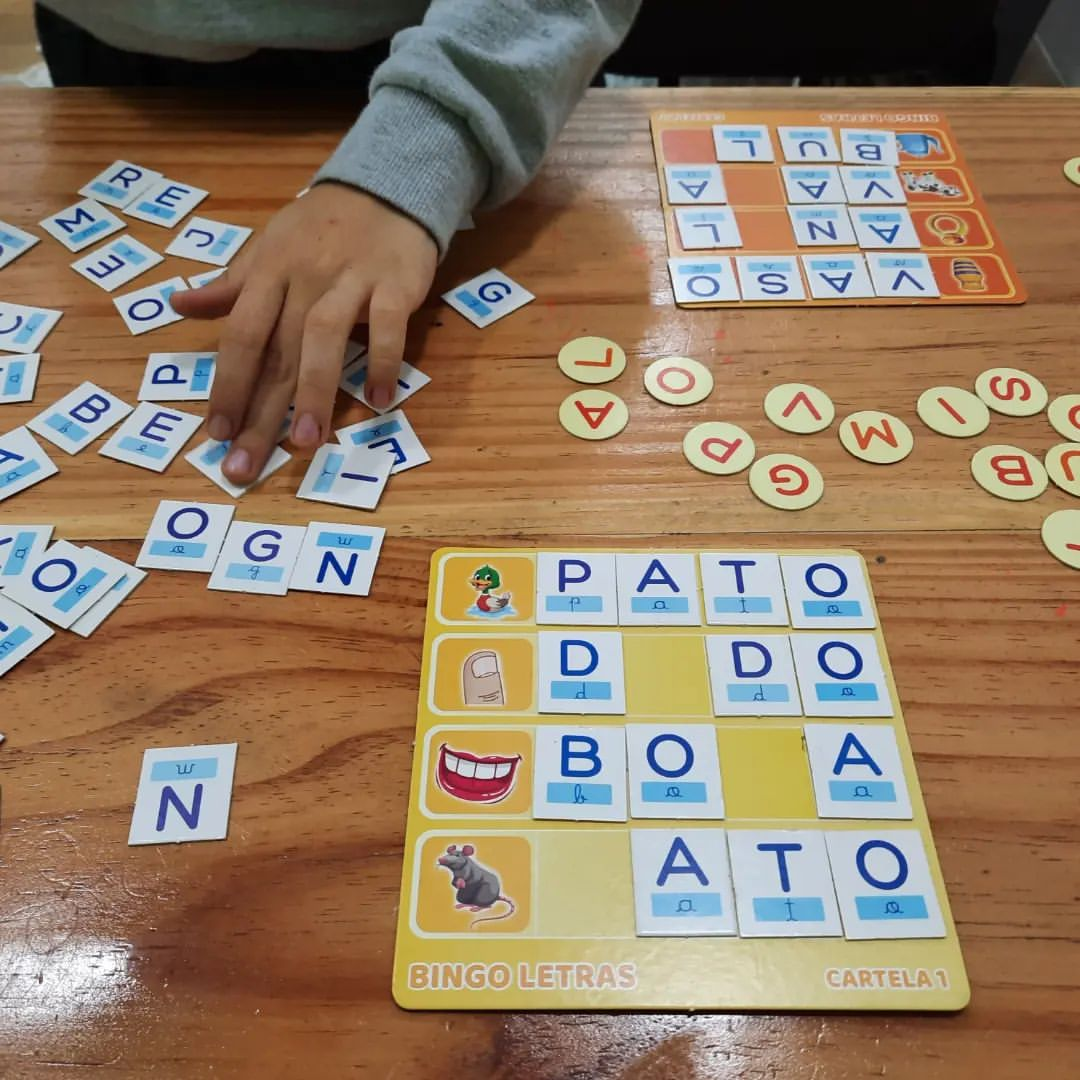 BINGO LETRAS
BUL
VA A
AN L
VASO
R E
M J
E
O
G
P
B E
I
O G N
o g
N
L O V M I S
A P G B U
PATO
p a t o
D DO
d d o
BO A
b o a
ATO
a t o
BINGO LETRAS CARTELA 1